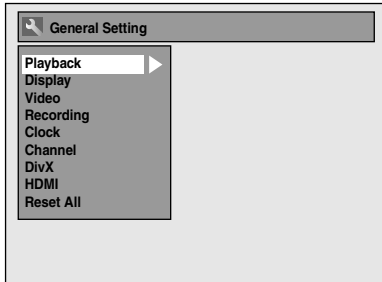 General Setting
Playback
Display
Video
Recording
Clock
Channel
DivX
HDMI
Reset All